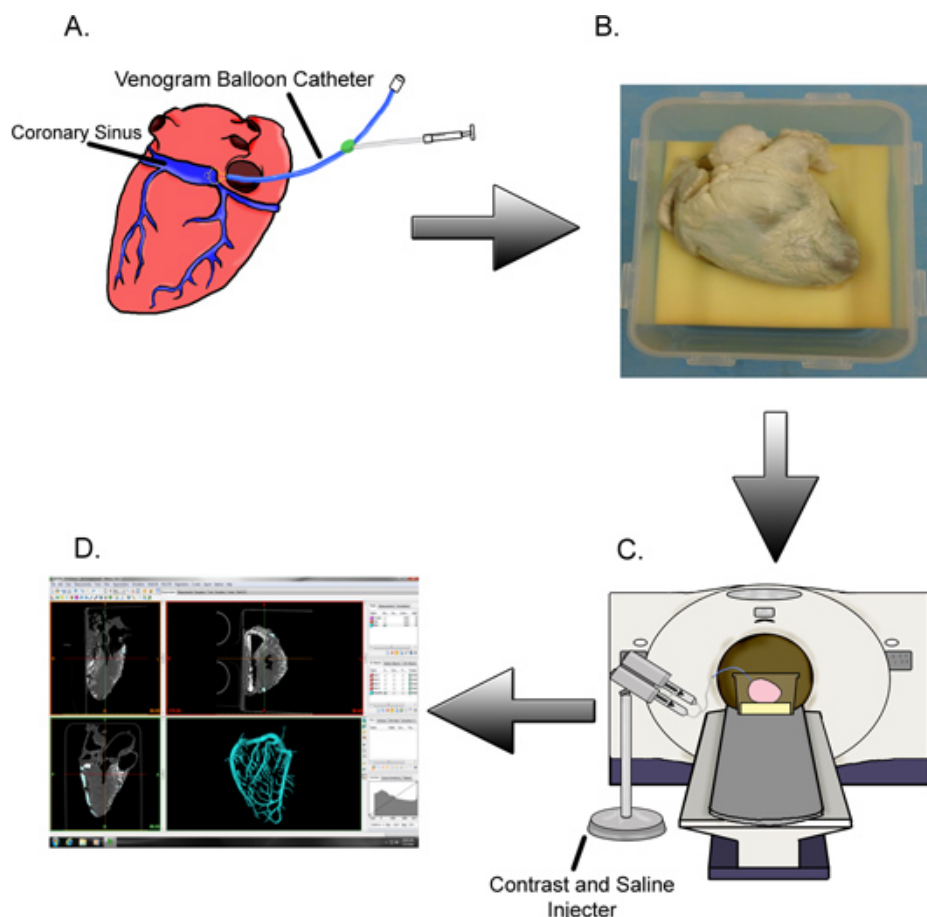 A.
B.
Venogram Balloon Catheter
Coronary Sinus
D.
C.
Contrast and Saline
Injecter